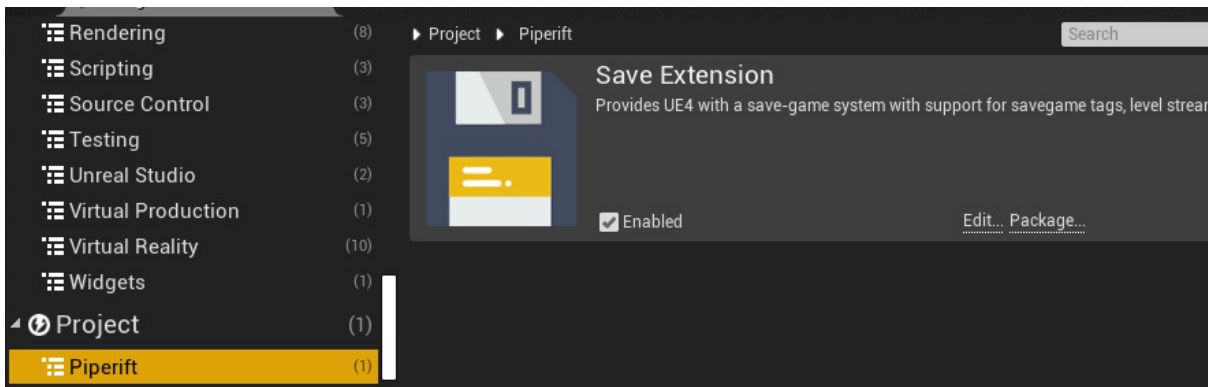 Rendering (8)
Scripting (3)
Source Control (3)
Testing (5)
Unreal Studio (2)
Virtual Production (1)
Virtual Reality (10)
Widgets (1)
Project (1)
Piperift (1)
Project Piperift
Search
Save Extension
Provides UE4 with a save-game system with support for savegame tags, level strear
Enabled
Edit... Package...